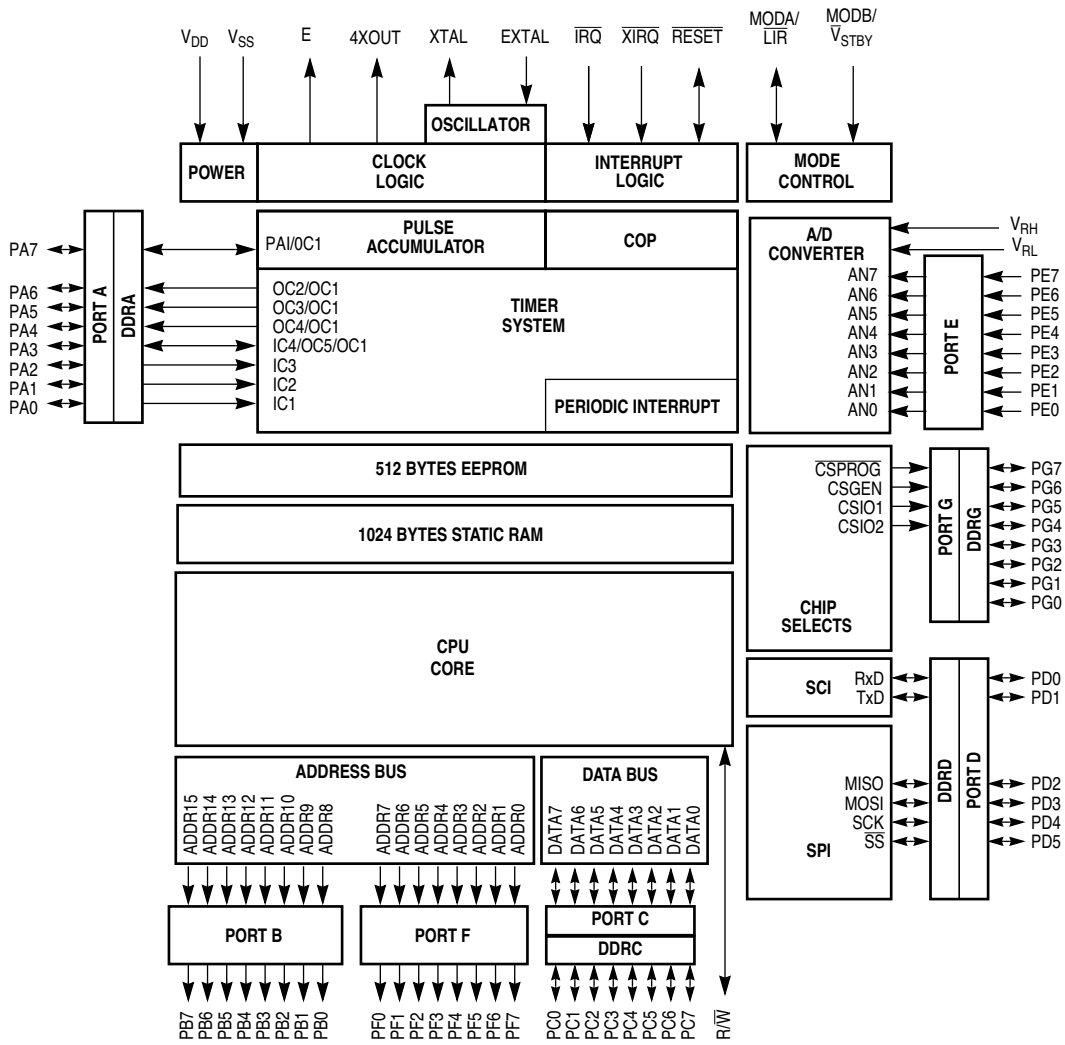 VDD
VSS
E
4XOUT
XTAL
EXTAL
IRQ
XIRQ
RESET
MODA/
LIR
MODB/
VSTBY
OSCILLATOR
POWER
CLOCK
LOGIC
INTERRUPT
LOGIC
MODE
CONTROL
PORT A
DDRA
PA7
PA6
PA5
PA4
PA3
PA2
PA1
PA0
PAI/0C1
PULSE
ACCUMULATOR
COP
OC2/OC1
OC3/OC1
OC4/OC1
IC4/OC5/OC1
IC3
IC2
IC1
TIMER
SYSTEM
PERIODIC INTERRUPT
A/D
CONVERTER
VRH
VRL
AN7
AN6
AN5
AN4
AN3
AN2
AN1
AN0
PORT E
PE7
PE6
PE5
PE4
PE3
PE2
PE1
PE0
512 BYTES EEPROM
1024 BYTES STATIC RAM
CPU
CORE
CSPROG
CSGEN
CSIO1
CSIO2
CHIP
SELECTS
PORT G
DDRG
PG7
PG6
PG5
PG4
PG3
PG2
PG1
PG0
SCI
RxD
TxD
PD0
PD1
DDRD
PORT D
SPI
MISO
MOSI
SCK
SS
PD2
PD3
PD4
PD5
ADDRESS BUS
ADDR15
ADDR14
ADDR13
ADDR12
ADDR11
ADDR10
ADDR9
ADDR8
ADDR7
ADDR6
ADDR5
ADDR4
ADDR3
ADDR2
ADDR1
ADDR0
DATA BUS
DATA7
DATA6
DATA5
DATA4
DATA3
DATA2
DATA1
DATA0
PORT B
PORT F
PORT C
DDRC
PB7
PB6
PB5
PB4
PB3
PB2
PB1
PB0
PF0
PF1
PF2
PF3
PF4
PF5
PF6
PF7
PC0
PC1
PC2
PC3
PC4
PC5
PC6
PC7
R/W